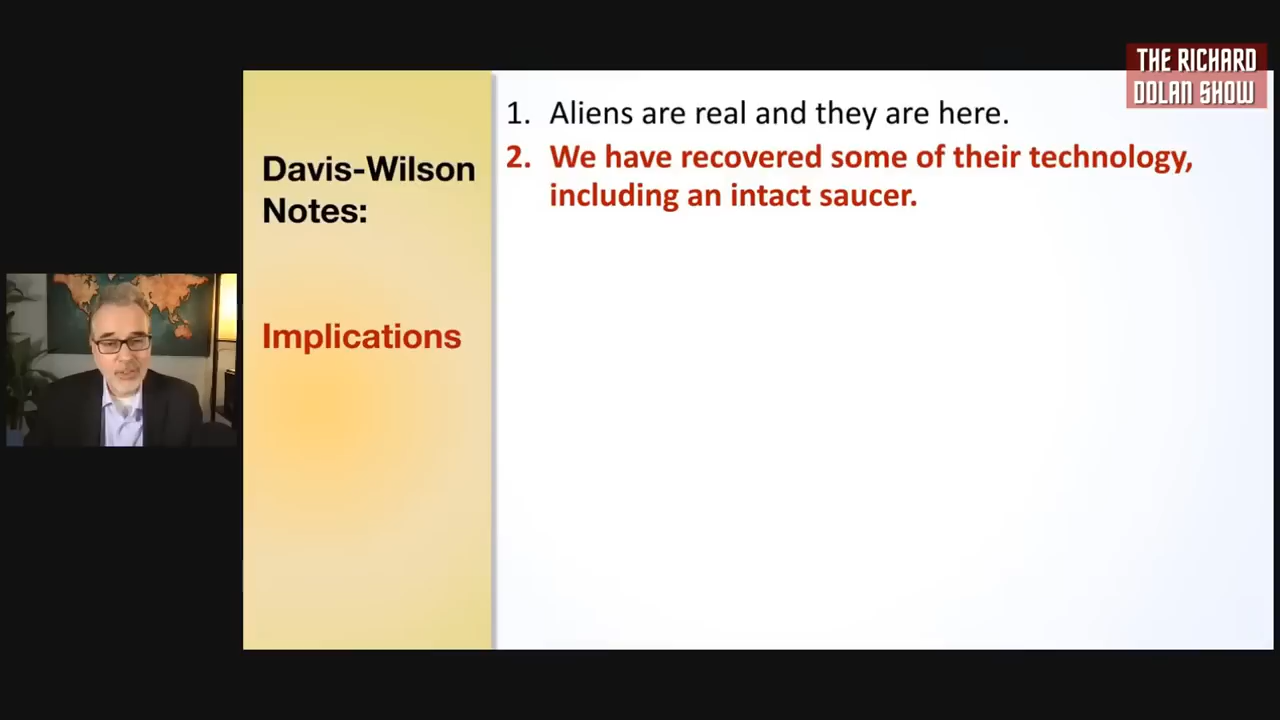 THE RICHARD
DOLAN SHOW
Davis-Wilson
Notes:
Implications
1. Aliens are real and they are here.
2. We have recovered some of their technology,
including an intact saucer.